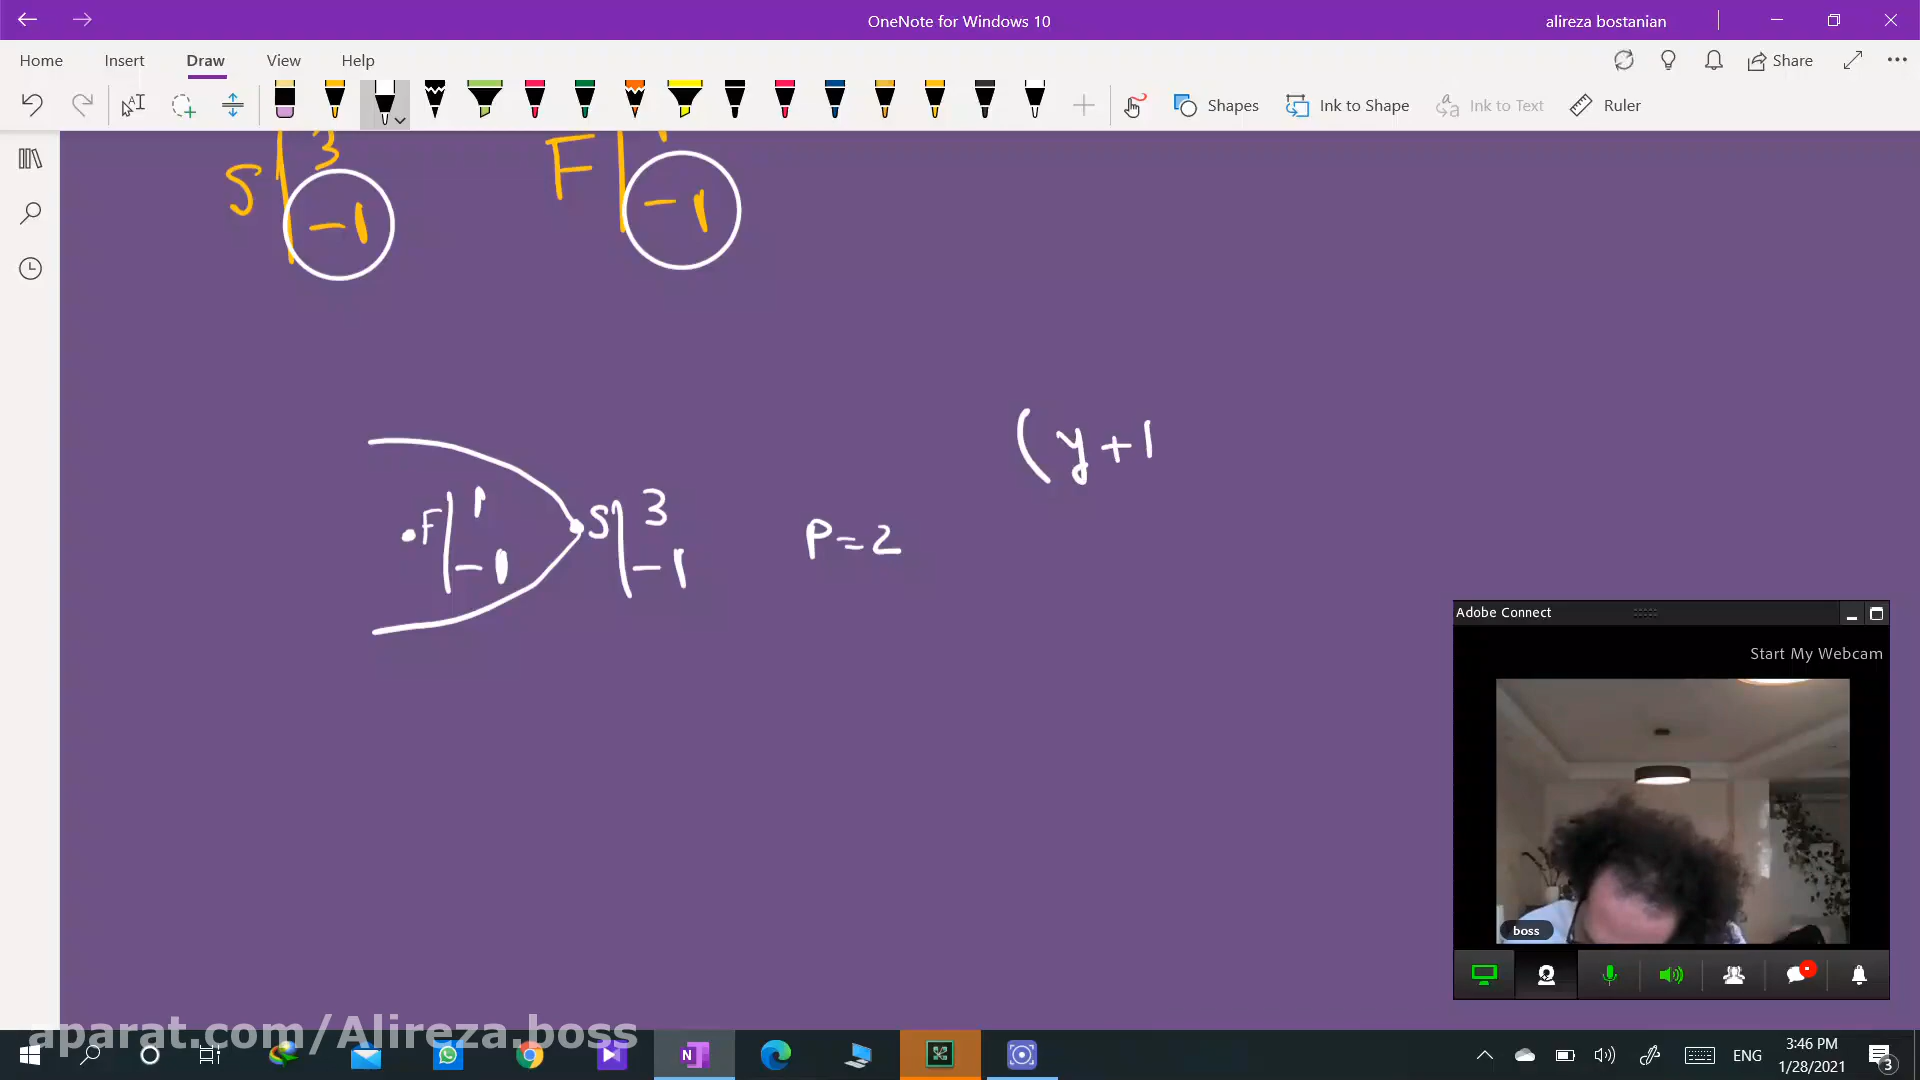 OneNote for Windows 10
alireza bostanian
Home Insert Draw View Help
Share
Shapes Ink to Shape Ink to Text Ruler
S 3
-1
F
-1
(y+1
F 1
-1
S 3
-1
P=2
Adobe Connect
Start My Webcam
boss
aparat.com/Alireza.boss
ENG
3:46 PM
1/28/2021
3